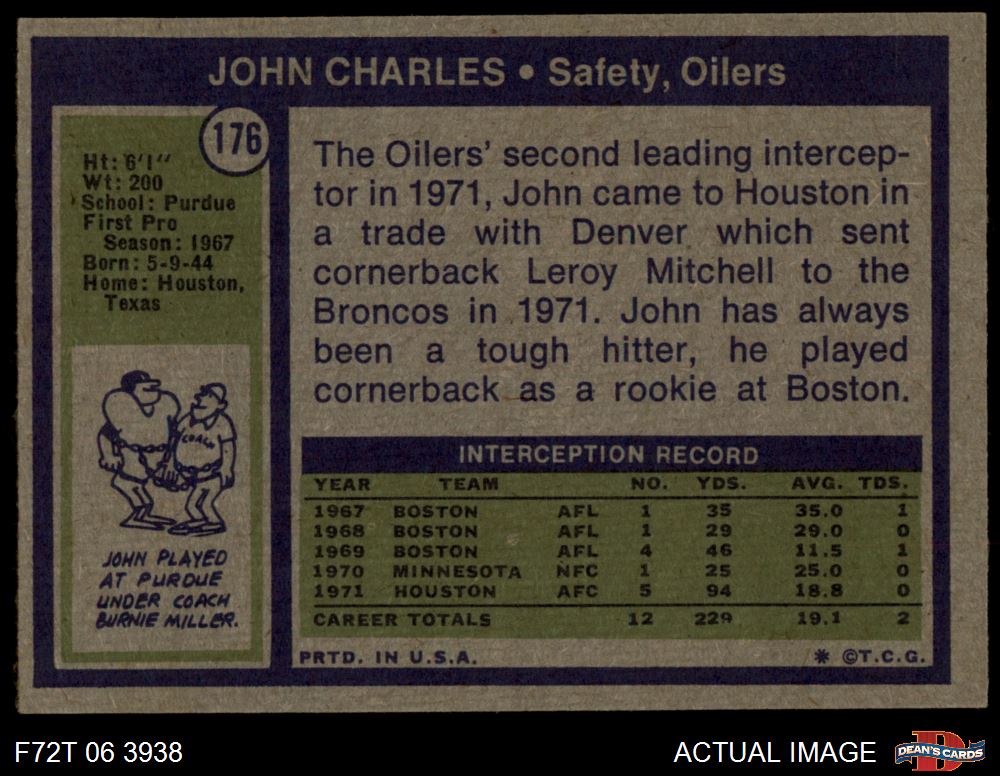 JOHN CHARLES • Safety, Oilers
176
Ht: 6'1"
Wt: 200
School: Purdue
First Pro
Season: 1967
Born: 5-9-44
Home: Houston,
Texas
The Oilers' second leading intercep-
tor in 1971, John came to Houston in
a trade with Denver which sent
cornerback Leroy Mitchell to the
Broncos in 1971. John has always
been a tough hitter, he played
cornerback as a rookie at Boston.
COACH
JOHN PLAYED
AT PURDUE
UNDER COACH
BURNIE MILLER.
INTERCEPTION RECORD
YEAR TEAM NO. YDS. AVG. TDS.
1967 BOSTON AFL 1 35 35.0 1
1968 BOSTON AFL 1 29 29.0 0
1969 BOSTON AFL 4 46 11.5 1
1970 MINNESOTA NFC 1 25 25.0 0
1971 HOUSTON AFC 5 94 18.8 0
CAREER TOTALS 12 229 19.1 2
PRTD. IN U.S.A. * ©T.C.G.
F72T 06 3938 ACTUAL IMAGE DEAN'S CARDS